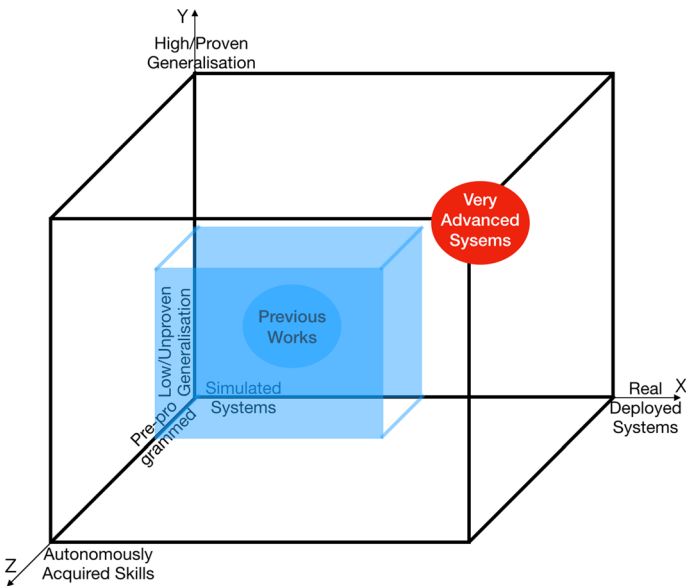 Y
High/Proven
Generalisation
Very
Advanced
Sysems
Previous
Works
Low/Unproven
Generalisation
Simulated
Systems
Pre-pro
grammed
Real
X
Deployed
Systems
Z
Autonomously
Acquired Skills